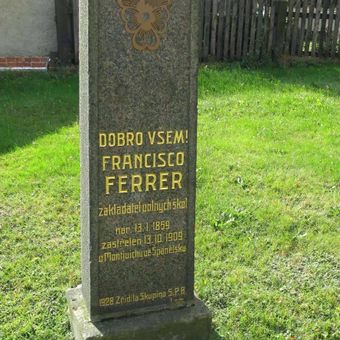 DOBRO VSEM!
FRANCISCO
FERRER
zakladatel volných škol
nar. 13.1.1859
zastřelen 13.10.1909
v Montjuichu ve Španělsku
1928 Zřídila Skupina S.P.B.